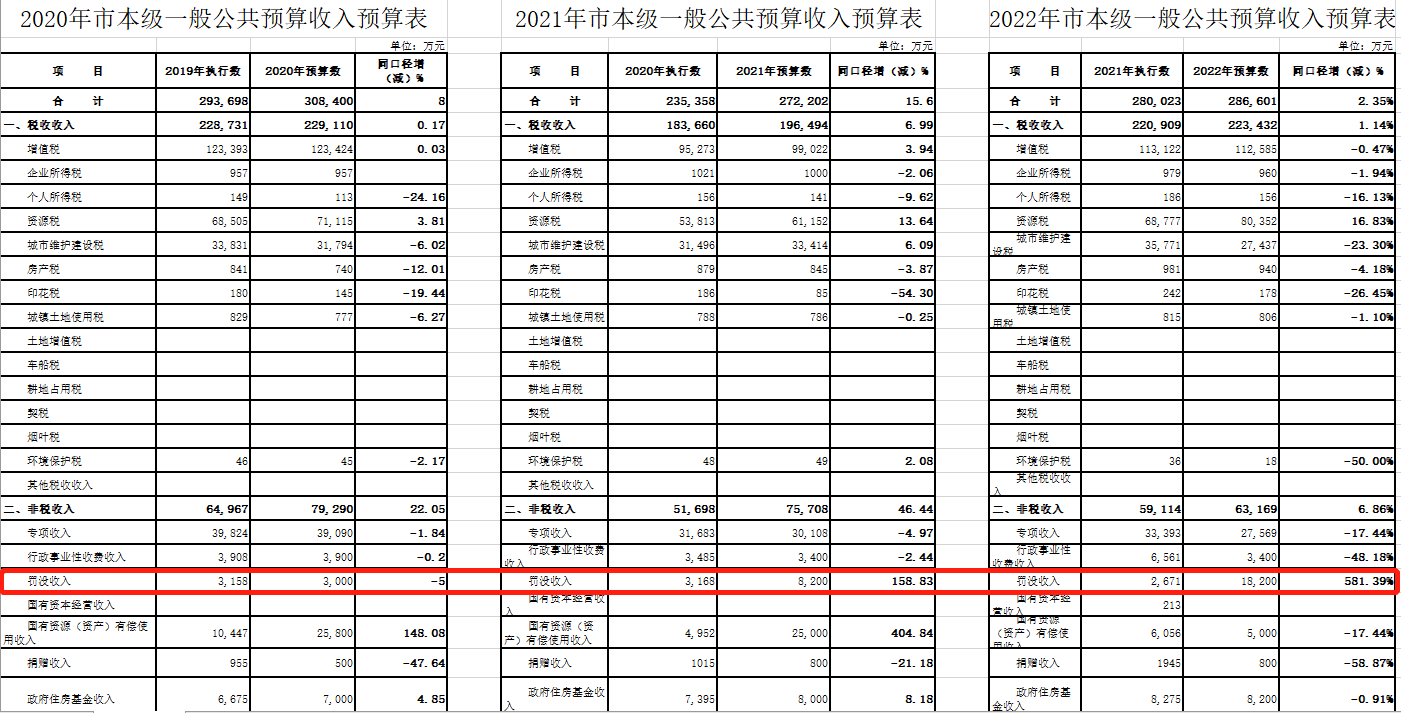 2020年市本级一般公共预算收入预算表
单位：万元
项 目 2019年执行数 2020年预算数 同口径增（减）%
合 计 293,698 308,400 8
一、税收收入 228,731 229,110 0.17
增值税 123,393 123,424 0.03
企业所得税 957 957
个人所得税 149 113 -24.16
资源税 68,505 71,115 3.81
城市维护建设税 33,831 31,794 -6.02
房产税 841 740 -12.01
印花税 180 145 -19.44
城镇土地使用税 829 777 -6.27
土地增值税
车船税
耕地占用税
契税
烟叶税
环境保护税 46 45 -2.17
其他税收收入
二、非税收入 64,967 79,290 22.05
专项收入 39,824 39,090 -1.84
行政事业性收费收入 3,908 3,900 -0.2
罚没收入 3,158 3,000 -5
国有资本经营收入
国有资源（资产）有偿使用收入 10,447 25,800 148.08
捐赠收入 955 500 -47.64
政府住房基金收入 6,675 7,000 4.85
2021年市本级一般公共预算收入预算表
单位：万元
项 目 2020年执行数 2021年预算数 同口径增（减）%
合 计 235,358 272,202 15.6
一、税收收入 183,660 196,494 6.99
增值税 95,273 99,022 3.94
企业所得税 1021 1000 -2.06
个人所得税 156 141 -9.62
资源税 53,813 61,152 13.64
城市维护建设税 31,496 33,414 6.09
房产税 879 845 -3.87
印花税 186 85 -54.30
城镇土地使用税 788 786 -0.25
土地增值税
车船税
耕地占用税
契税
烟叶税
环境保护税 48 49 2.08
其他税收收入
二、非税收入 51,698 75,708 46.44
专项收入 31,683 30,108 -4.97
行政事业性收费收入 3,485 3,400 -2.44
罚没收入 3,168 8,200 158.83
国有资本经营收入
国有资源（资产）有偿使用收入 4,952 25,000 404.84
捐赠收入 1015 800 -21.18
政府住房基金收入 7,395 8,000 8.18
2022年市本级一般公共预算收入预算表
单位：万元
项 目 2021年执行数 2022年预算数 同口径增（减）%
合 计 280,023 286,601 2.35%
一、税收收入 220,909 223,432 1.14%
增值税 113,122 112,585 -0.47%
企业所得税 979 960 -1.94%
个人所得税 186 156 -16.13%
资源税 68,777 80,352 16.83%
城市维护建设税 35,771 27,437 -23.30%
房产税 981 940 -4.18%
印花税 242 178 -26.45%
城镇土地使用税 815 806 -1.10%
土地增值税
车船税
耕地占用税
契税
烟叶税
环境保护税 36 18 -50.00%
其他税收收入
二、非税收入 59,114 63,169 6.86%
专项收入 33,393 27,569 -17.44%
行政事业性收费收入 6,561 3,400 -48.18%
罚没收入 2,671 18,200 581.39%
国有资本经营收入 213
国有资源（资产）有偿使用收入 6,056 5,000 -17.44%
捐赠收入 1945 800 -58.87%
政府住房基金收入 8,275 8,200 -0.91%